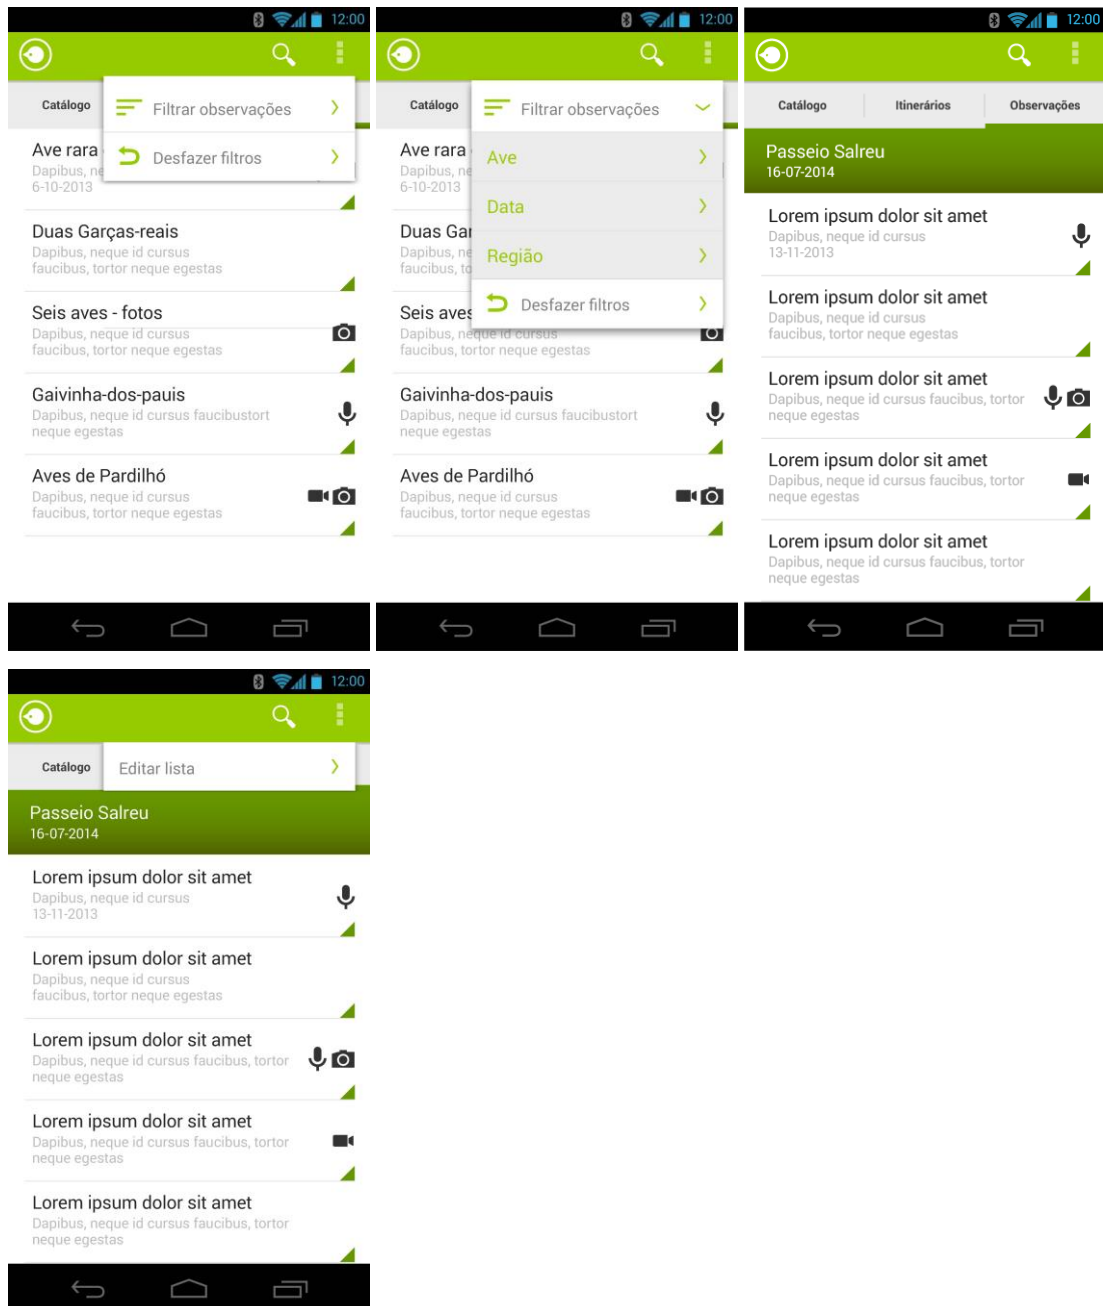 12:00
Catálogo
Filtrar observações
Desfazer filtros
Ave rara
Dapibus, ne
6-10-2013
Duas Garças-reais
Dapibus, neque id cursus
faucibus, tortor neque egestas
Seis aves - fotos
Dapibus, neque id cursus
faucibus, tortor neque egestas
Gaivinha-dos-pauis
Dapibus, neque id cursus faucibustort
neque egestas
Aves de Pardilhó
Dapibus, neque id cursus
faucibus, tortor neque egestas
12:00
Catálogo
Filtrar observações
Ave
Data
Região
Desfazer filtros
Ave rara
Dapibus, ne
6-10-2013
Duas Gar
Dapibus, ne
faucibus, to
Seis aves
Dapibus, neque id cursus
faucibus, tortor neque egestas
Gaivinha-dos-pauis
Dapibus, neque id cursus faucibustort
neque egestas
Aves de Pardilhó
Dapibus, neque id cursus
faucibus, tortor neque egestas
12:00
Catálogo Itinerários Observações
Passeio Salreu
16-07-2014
Lorem ipsum dolor sit amet
Dapibus, neque id cursus
13-11-2013
Lorem ipsum dolor sit amet
Dapibus, neque id cursus
faucibus, tortor neque egestas
Lorem ipsum dolor sit amet
Dapibus, neque id cursus faucibus, tortor
neque egestas
Lorem ipsum dolor sit amet
Dapibus, neque id cursus faucibus, tortor
neque egestas
Lorem ipsum dolor sit amet
Dapibus, neque id cursus faucibus, tortor
neque egestas
12:00
Catálogo
Editar lista
Passeio Salreu
16-07-2014
Lorem ipsum dolor sit amet
Dapibus, neque id cursus
13-11-2013
Lorem ipsum dolor sit amet
Dapibus, neque id cursus
faucibus, tortor neque egestas
Lorem ipsum dolor sit amet
Dapibus, neque id cursus faucibus, tortor
neque egestas
Lorem ipsum dolor sit amet
Dapibus, neque id cursus faucibus, tortor
neque egestas
Lorem ipsum dolor sit amet
Dapibus, neque id cursus faucibus, tortor
neque egestas